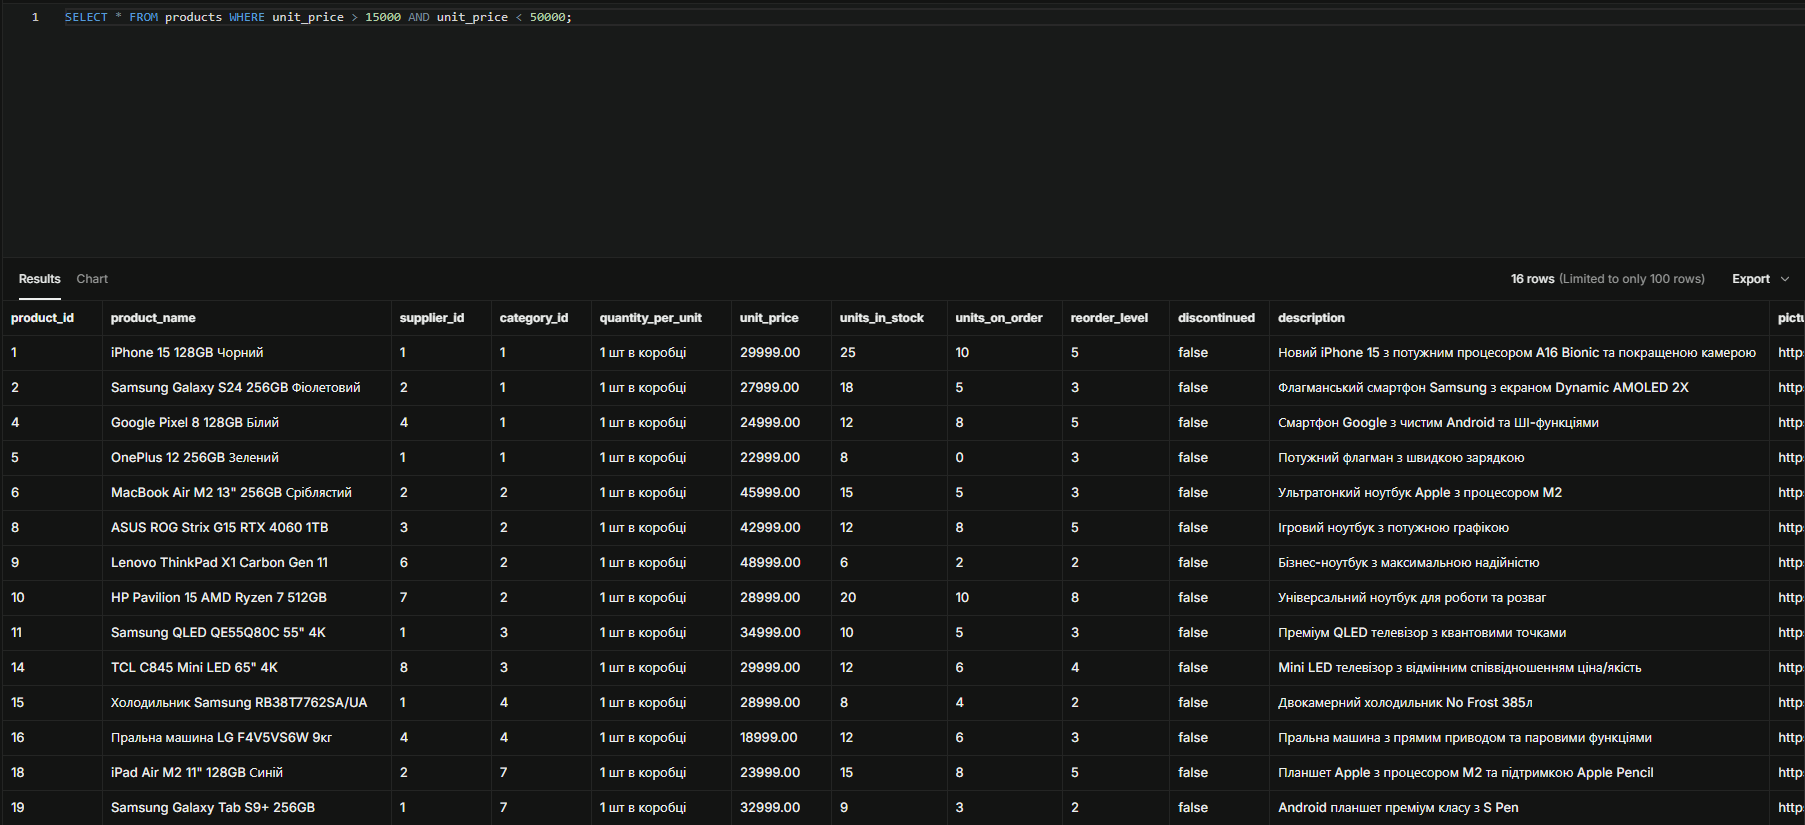 1 SELECT * FROM products WHERE unit_price > 15000 AND unit_price < 50000;
Results Chart 16 rows (Limited to only 100 rows) Export
product_id product_name supplier_id category_id quantity_per_unit unit_price units_in_stock units_on_order reorder_level discontinued description pictu
1 iPhone 15 128GB Чорний 1 1 1 шт в коробці 29999.00 25 10 5 false Новий iPhone 15 з потужним процесором A16 Bionic та покращеною камерою http
2 Samsung Galaxy S24 256GB Фіолетовий 2 1 1 шт в коробці 27999.00 18 5 3 false Флагманський смартфон Samsung з екраном Dynamic AMOLED 2X http
4 Google Pixel 8 128GB Білий 4 1 1 шт в коробці 24999.00 12 8 5 false Смартфон Google з чистим Android та ШІ-функціями http
5 OnePlus 12 256GB Зелений 1 1 1 шт в коробці 22999.00 8 0 3 false Потужний флагман з швидкою зарядкою http
6 MacBook Air M2 13" 256GB Сріблястий 2 2 1 шт в коробці 45999.00 15 5 3 false Ультратонкий ноутбук Apple з процесором M2 http
8 ASUS ROG Strix G15 RTX 4060 1TB 3 2 1 шт в коробці 42999.00 12 8 5 false Ігровий ноутбук з потужною графікою http
9 Lenovo ThinkPad X1 Carbon Gen 11 6 2 1 шт в коробці 48999.00 6 2 2 false Бізнес-ноутбук з максимальною надійністю http
10 HP Pavilion 15 AMD Ryzen 7 512GB 7 2 1 шт в коробці 28999.00 20 10 8 false Універсальний ноутбук для роботи та розваг http
11 Samsung QLED QE55Q80C 55" 4K 1 3 1 шт в коробці 34999.00 10 5 3 false Преміум QLED телевізор з квантовими точками http
14 TCL C845 Mini LED 65" 4K 8 3 1 шт в коробці 29999.00 12 6 4 false Mini LED телевізор з відмінним співвідношенням ціна/якість http
15 Холодильник Samsung RB38T7762SA/UA 1 4 1 шт в коробці 28999.00 8 4 2 false Двокамерний холодильник No Frost 385л http
16 Пральна машина LG F4V5VS6W 9кг 4 4 1 шт в коробці 18999.00 12 6 3 false Пральна машина з прямим приводом та паровими функціями http
18 iPad Air M2 11" 128GB Синій 2 7 1 шт в коробці 23999.00 15 8 5 false Планшет Apple з процесором M2 та підтримкою Apple Pencil http
19 Samsung Galaxy Tab S9+ 256GB 1 7 1 шт в коробці 32999.00 9 3 2 false Android планшет преміум класу з S Pen http